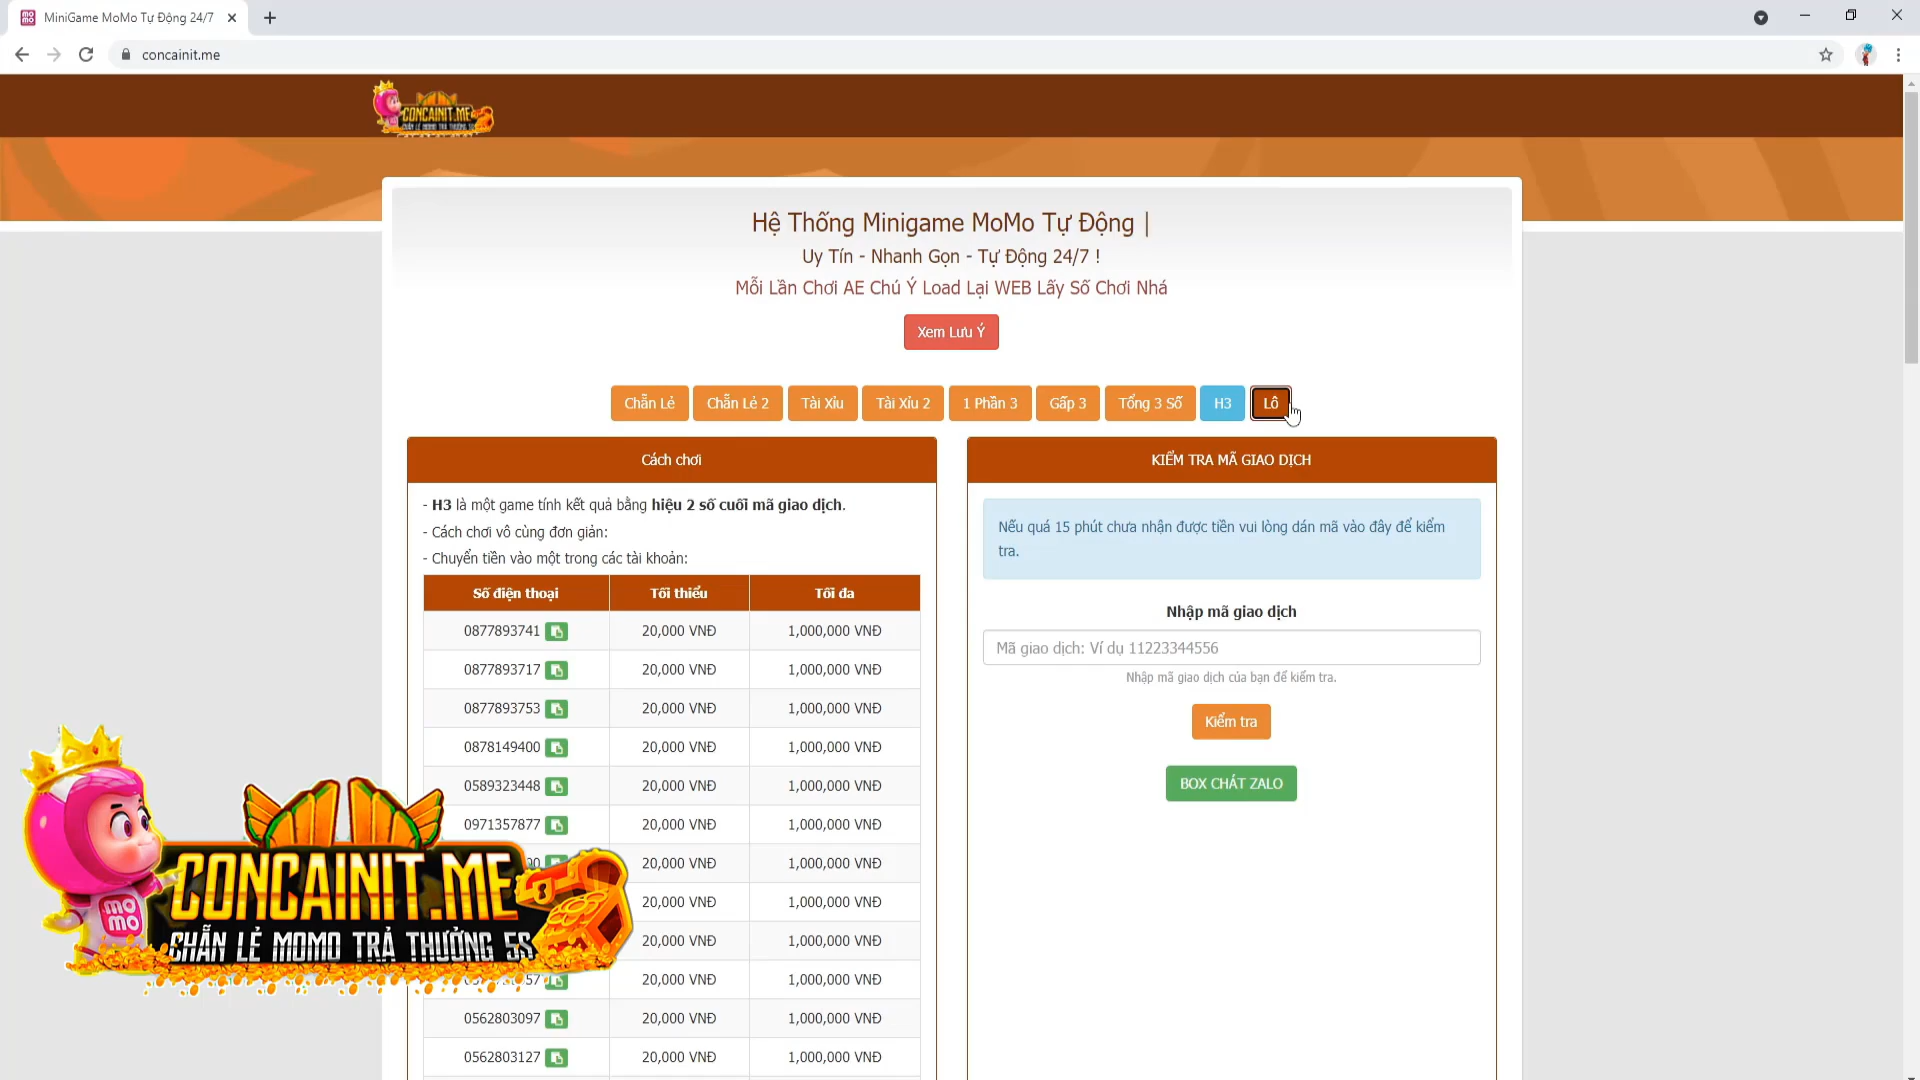 MiniGame MoMo Tự Động 24/7
concainit.me
CONCAINIT.ME
Hệ Thống Minigame MoMo Tự Động |
Uy Tín - Nhanh Gọn - Tự Động 24/7 !
Mỗi Lần Chơi AE Chú Ý Load Lại WEB Lấy Số Chơi Nhá
Xem Lưu Ý
Chẵn Lẻ
Chẵn Lẻ 2
Tài Xỉu
Tài Xỉu 2
1 Phần 3
Gấp 3
Tổng 3 Số
H3
Lô
Cách chơi
- H3 là một game tính kết quả bằng hiệu 2 số cuối mã giao dịch.
- Cách chơi vô cùng đơn giản:
- Chuyển tiền vào một trong các tài khoản:
Số điện thoại Tối thiểu Tối đa
0877893741 20,000 VNĐ 1,000,000 VNĐ
0877893717 20,000 VNĐ 1,000,000 VNĐ
0877893753 20,000 VNĐ 1,000,000 VNĐ
0878149400 20,000 VNĐ 1,000,000 VNĐ
0589323448 20,000 VNĐ 1,000,000 VNĐ
0971357877 20,000 VNĐ 1,000,000 VNĐ
20,000 VNĐ 1,000,000 VNĐ
20,000 VNĐ 1,000,000 VNĐ
20,000 VNĐ 1,000,000 VNĐ
20,000 VNĐ 1,000,000 VNĐ
0562803097 20,000 VNĐ 1,000,000 VNĐ
0562803127 20,000 VNĐ 1,000,000 VNĐ
KIỂM TRA MÃ GIAO DỊCH
Nếu quá 15 phút chưa nhận được tiền vui lòng dán mã vào đây để kiểm
tra.
Nhập mã giao dịch
Mã giao dịch: Ví dụ 11223344556
Nhập mã giao dịch của bạn để kiểm tra.
Kiểm tra
BOX CHÁT ZALO
momo
CONCAINIT.ME
CHẴN LẺ MOMO TRẢ THƯỞNG 5S